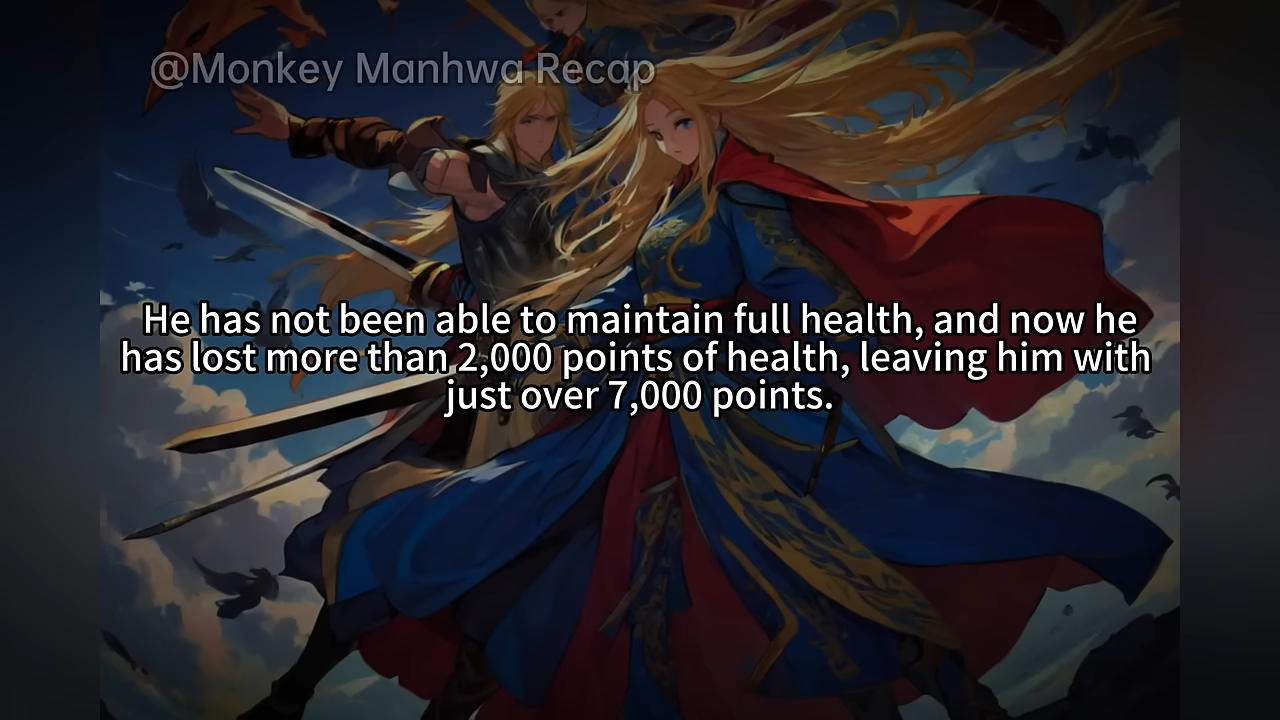 @Monkey Manhwa Recap
He has not been able to maintain full health, and now he
has lost more than 2,000 points of health, leaving him with
just over 7,000 points.